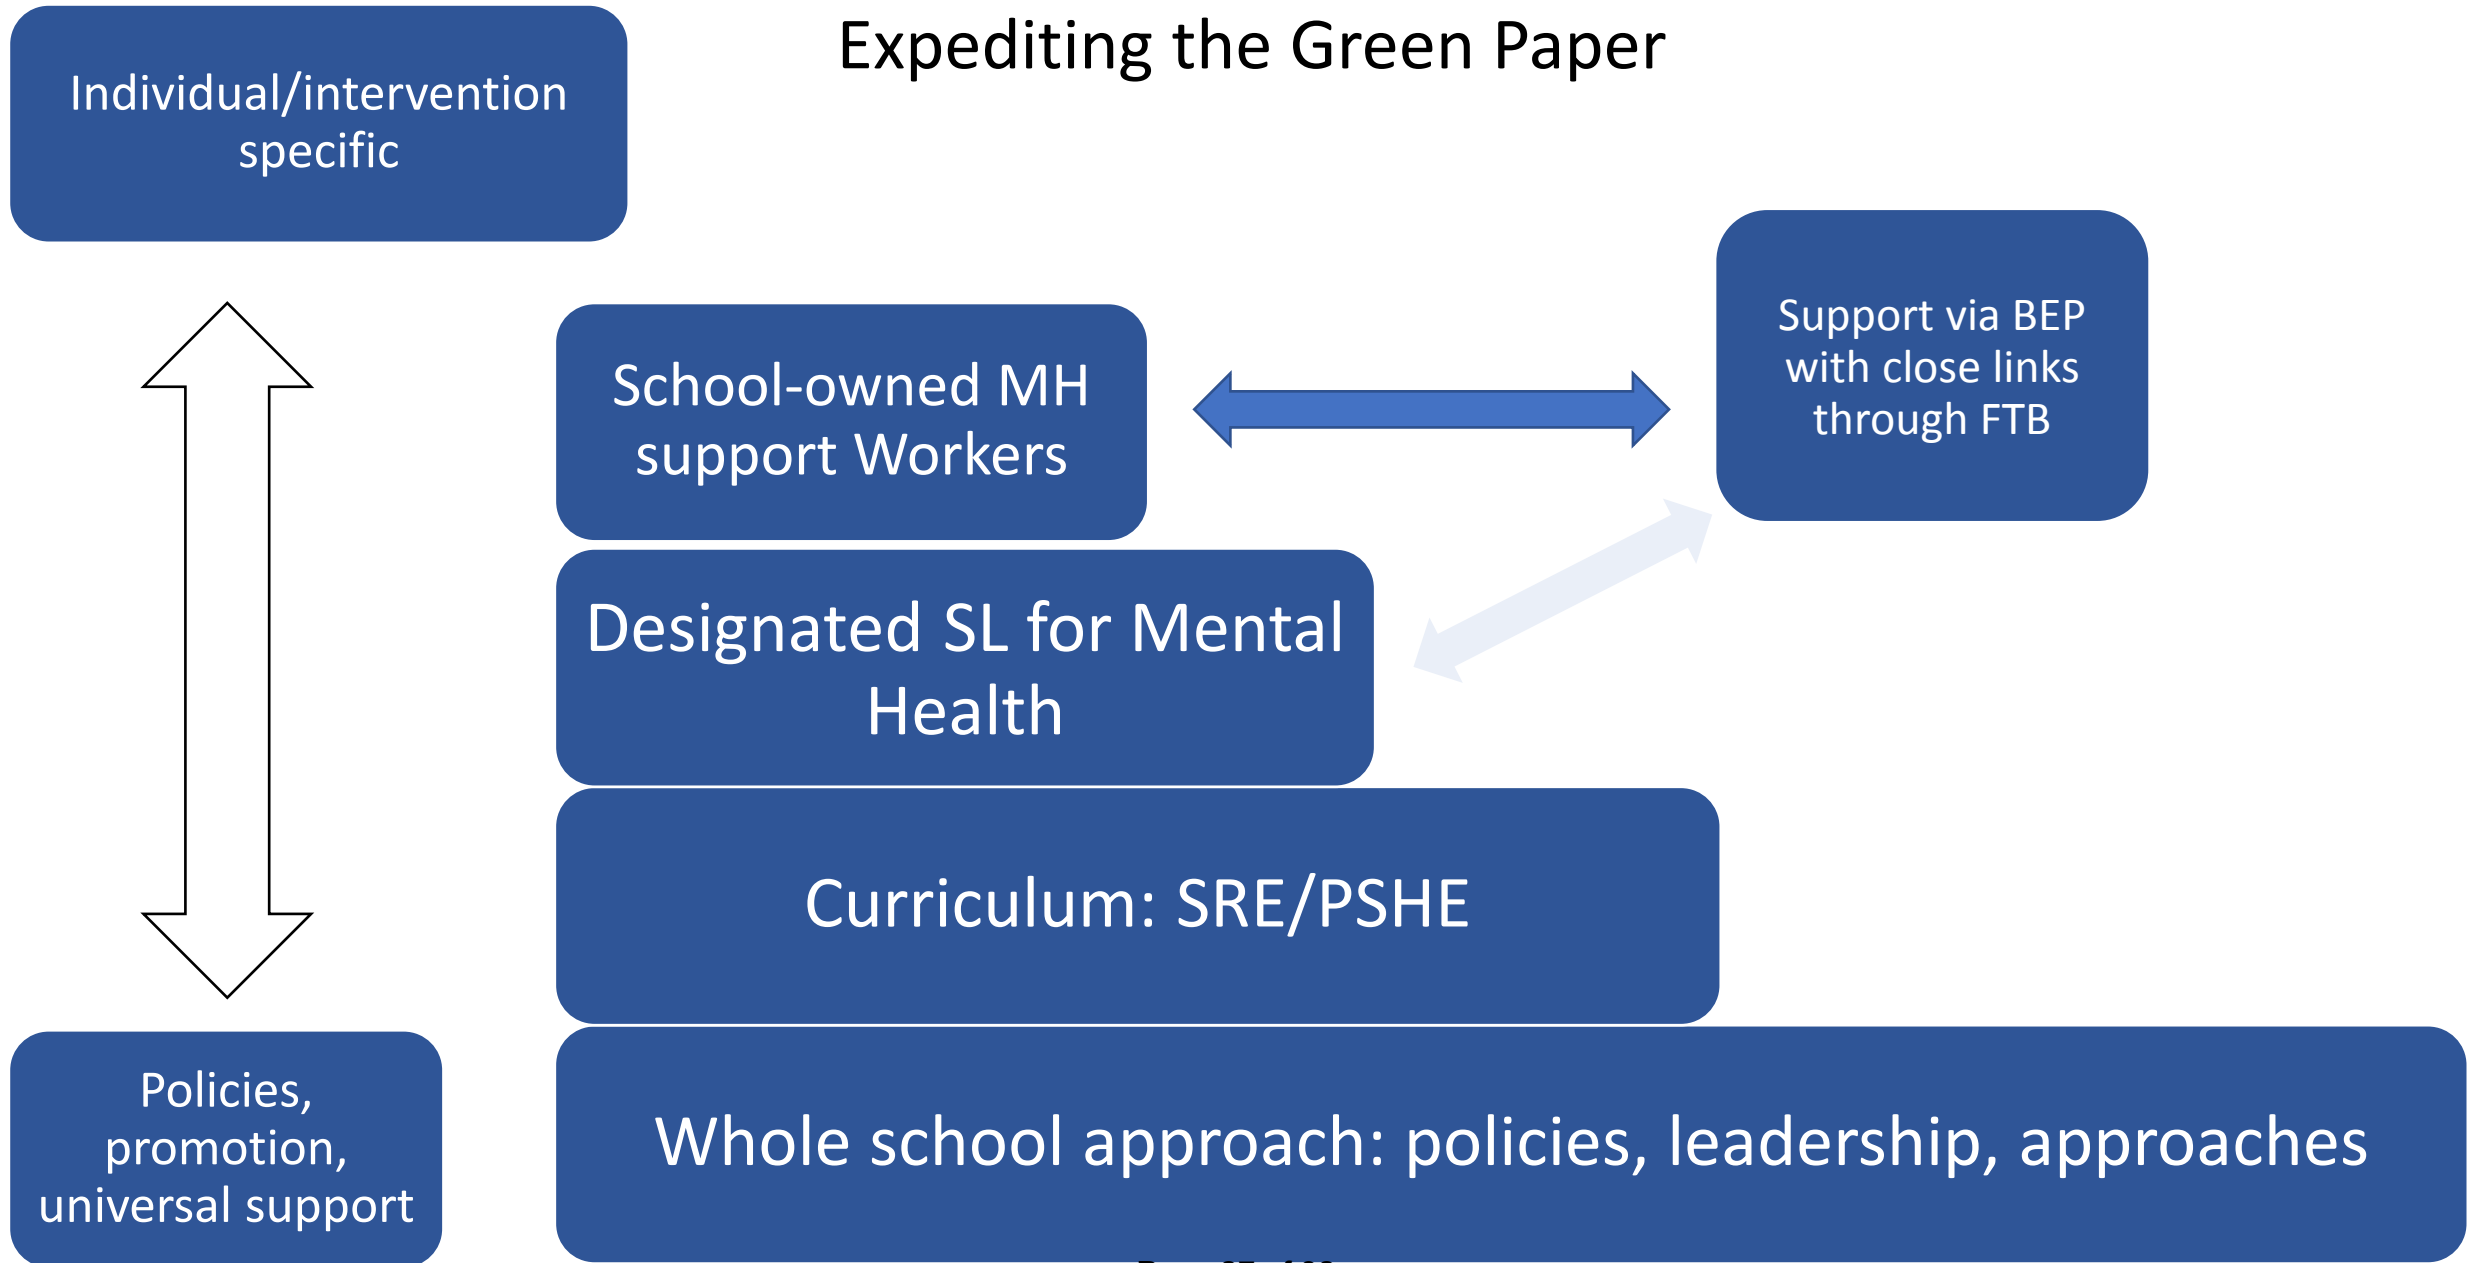 Expediting the Green Paper
Individual/intervention
specific
Support via BEP
with close links
through FTB
School-owned MH
support Workers
Designated SL for Mental
Health
Curriculum: SRE/PSHE
Policies,
promotion,
universal support
Whole school approach: policies, leadership, approaches